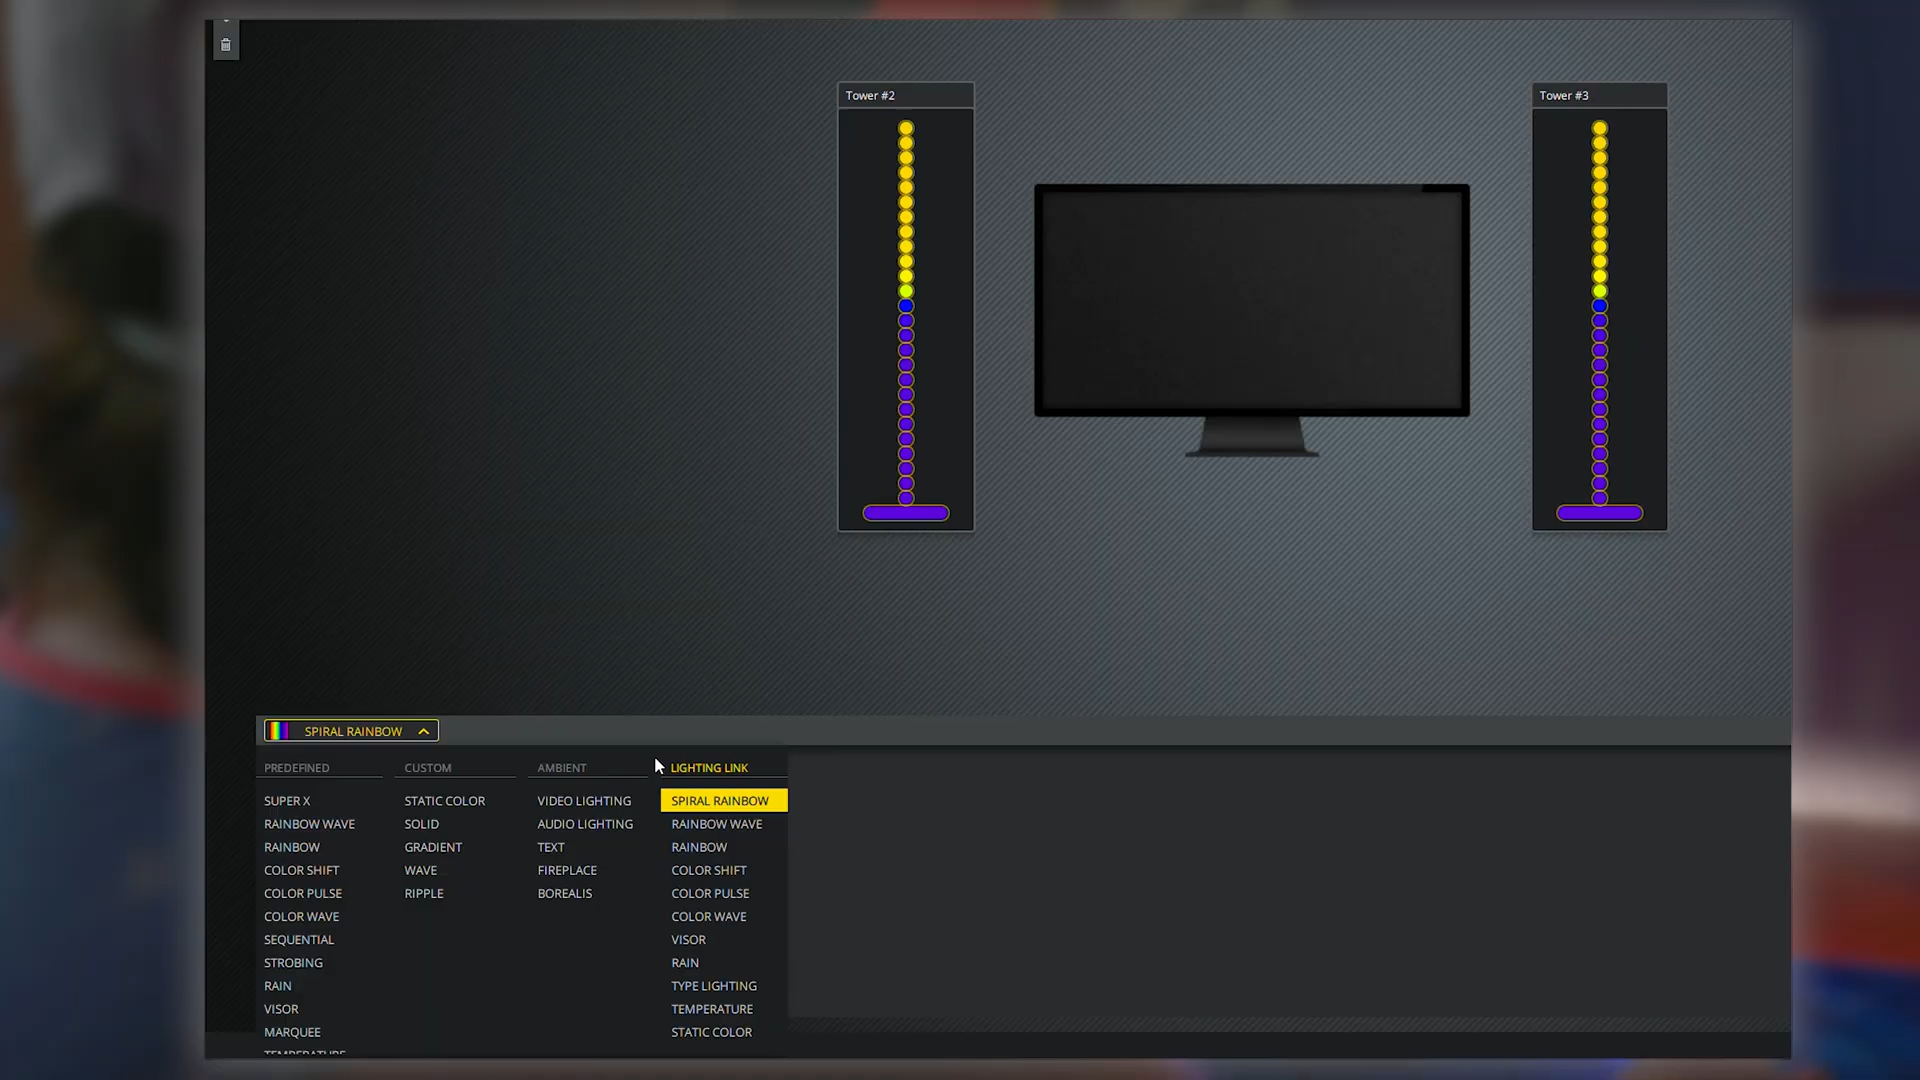 Tower #2
Tower #3
SPIRAL RAINBOW
PREDEFINED
SUPER X
RAINBOW WAVE
RAINBOW
COLOR SHIFT
COLOR PULSE
COLOR WAVE
SEQUENTIAL
STROBING
RAIN
VISOR
MARQUEE
TEMPERATURE
CUSTOM
STATIC COLOR
SOLID
GRADIENT
WAVE
RIPPLE
AMBIENT
VIDEO LIGHTING
AUDIO LIGHTING
TEXT
FIREPLACE
BOREALIS
LIGHTING LINK
SPIRAL RAINBOW
RAINBOW WAVE
RAINBOW
COLOR SHIFT
COLOR PULSE
COLOR WAVE
VISOR
RAIN
TYPE LIGHTING
TEMPERATURE
STATIC COLOR